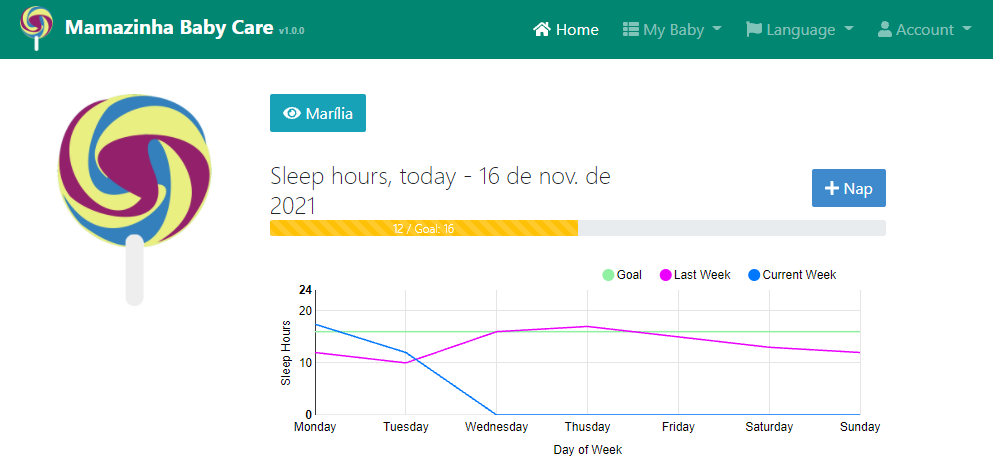 Mamazinha Baby Care v1.0.0
Home
My Baby
Language
Account
Marília
Sleep hours, today - 16 de nov. de
2021
Nap
12 / Goal: 16
Goal
Last Week
Current Week
24
20
10
0
Sleep Hours
Monday
Tuesday
Wednesday
Thusday
Friday
Saturday
Sunday
Day of Week